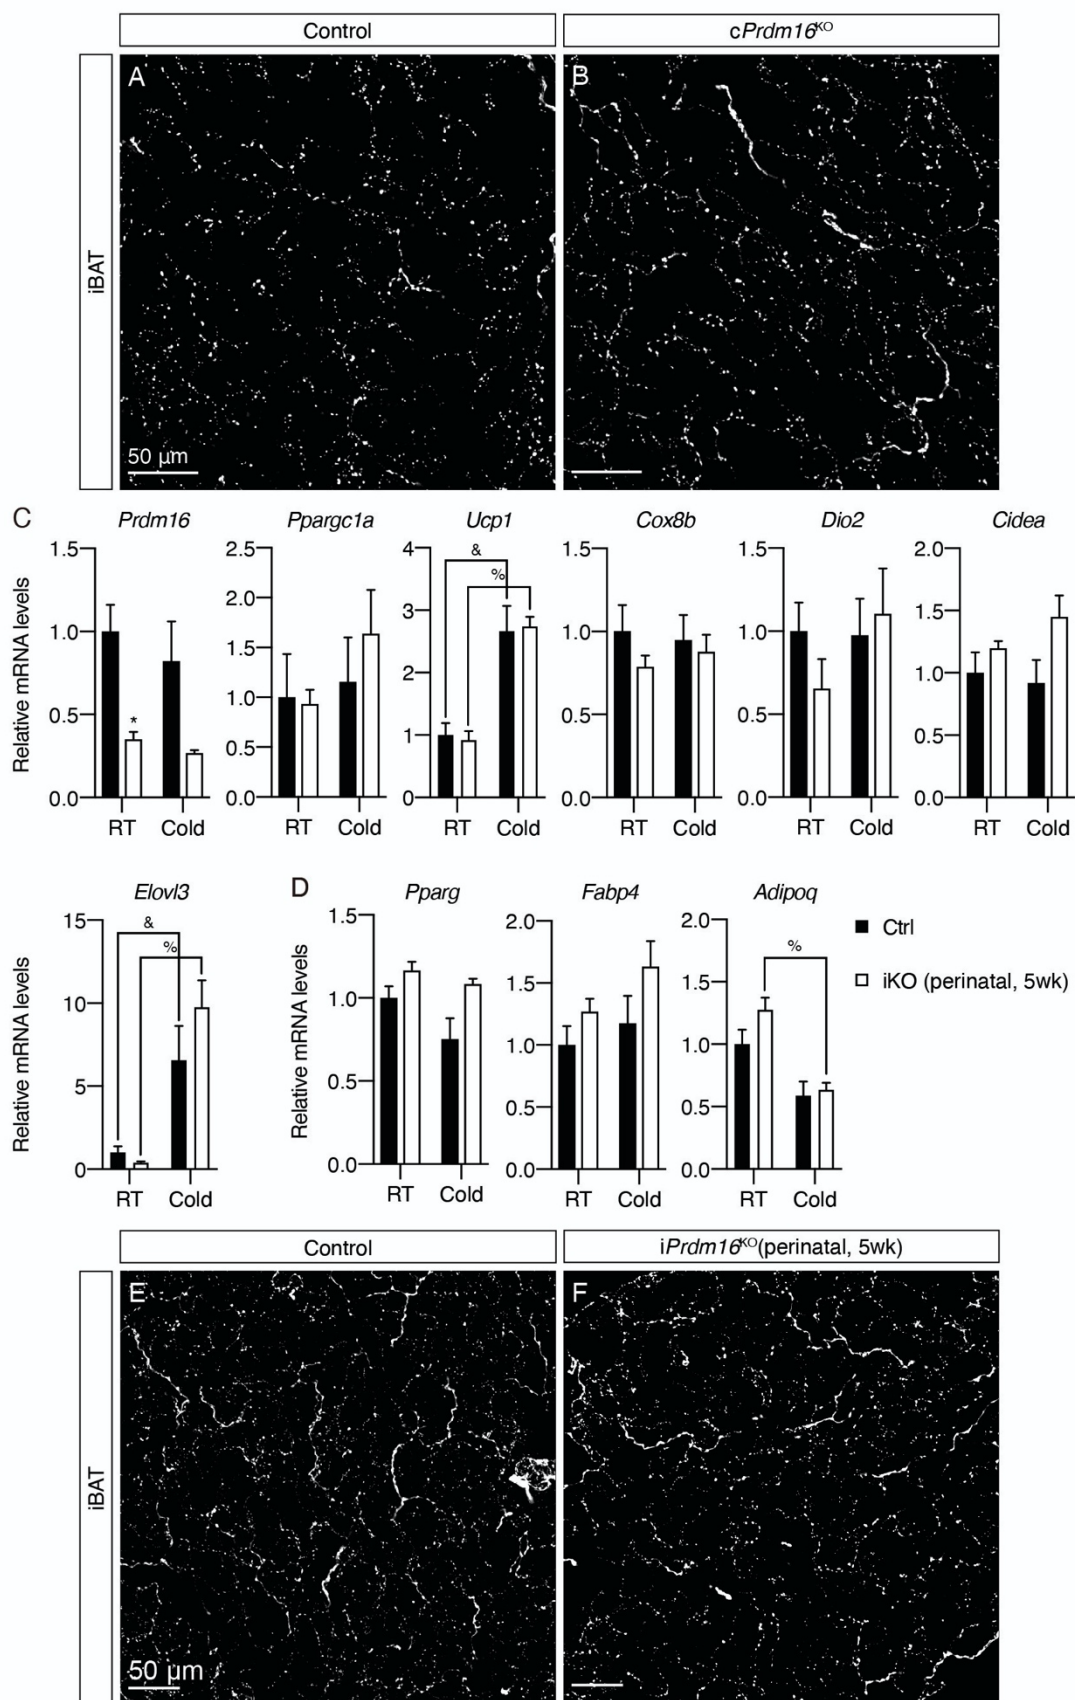 Control
cPrdm16KO
iBAT
A
B
50 µm
C
Prdm16
Ppargc1a
Ucp1
Cox8b
Dio2
Cidea
Relative mRNA levels
1.5
1.0
0.5
0.0
*
RT Cold
2.5
2.0
1.5
1.0
0.5
0.0
RT Cold
4
3
2
1
0
&
%
RT Cold
1.5
1.0
0.5
0.0
RT Cold
1.5
1.0
0.5
0.0
RT Cold
2.0
1.5
1.0
0.5
0.0
RT Cold
Elovl3
Relative mRNA levels
15
10
5
0
&
%
RT Cold
D
Pparg
Fabp4
Adipoq
Relative mRNA levels
1.5
1.0
0.5
0.0
RT Cold
2.0
1.5
1.0
0.5
0.0
RT Cold
2.0
1.5
1.0
0.5
0.0
%
RT Cold
Ctrl
iKO (perinatal, 5wk)
Control
iPrdm16KO(perinatal, 5wk)
iBAT
E
F
50 µm